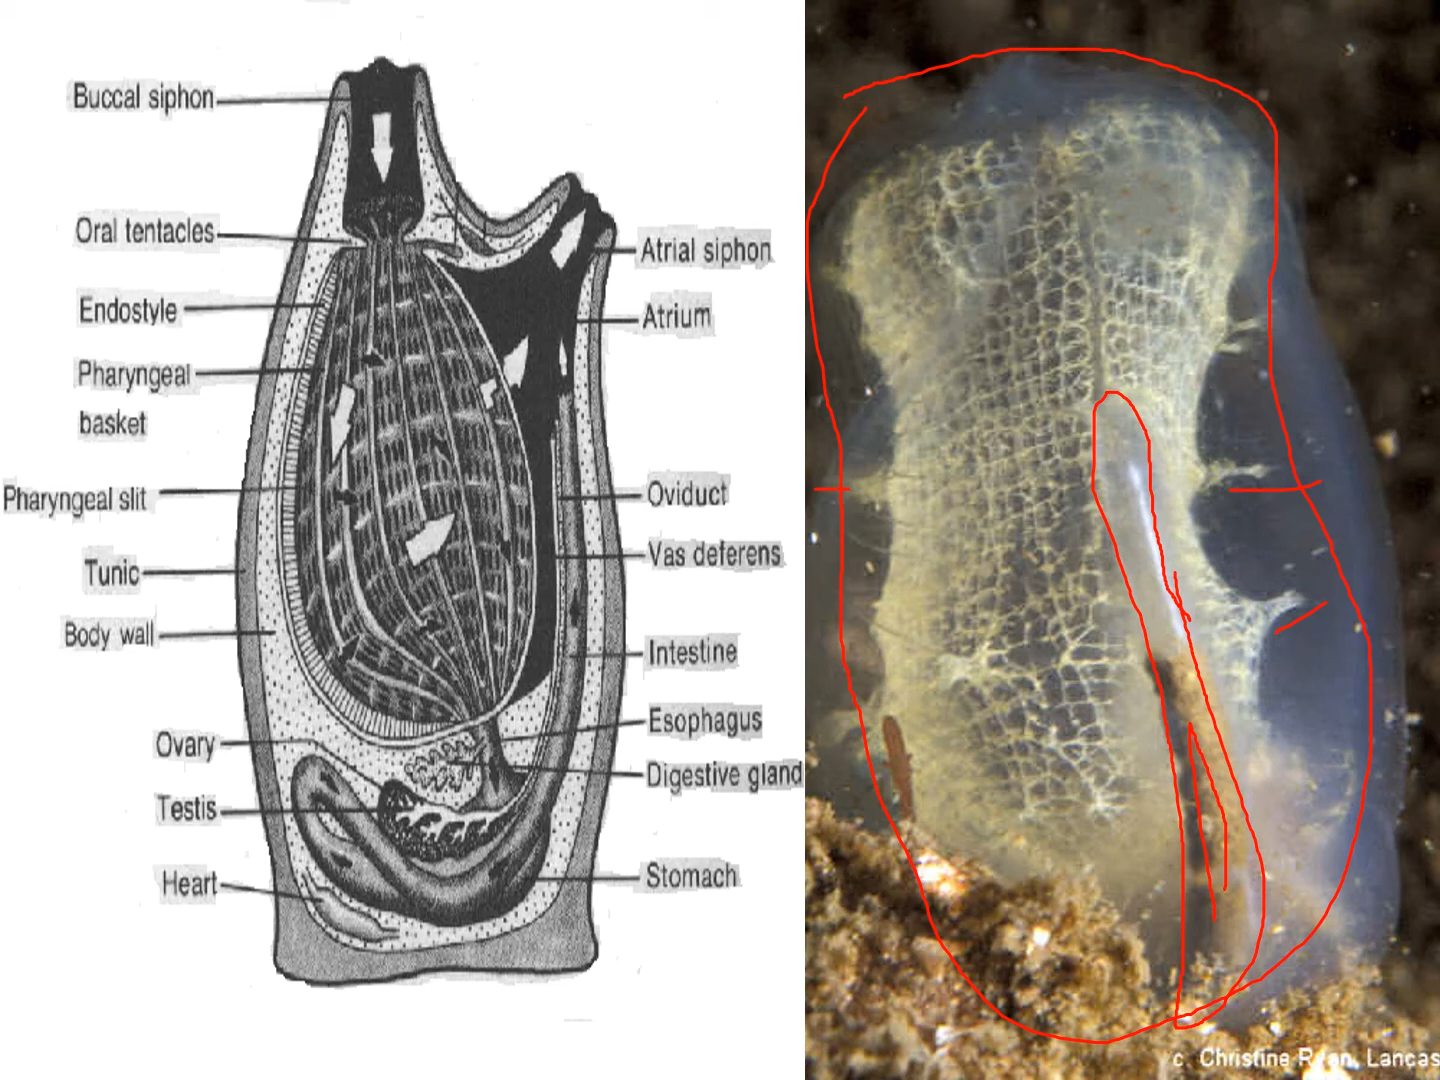 Buccal siphon
Oral tentacles
Endostyle
Pharyngeal
basket
Pharyngeal slit
Tunic
Body wall
Ovary
Testis
Heart
Atrial siphon
Atrium
Oviduct
Vas deferens
Intestine
Esophagus
Digestive gland
Stomach
c. Christine Ryan, Lancas